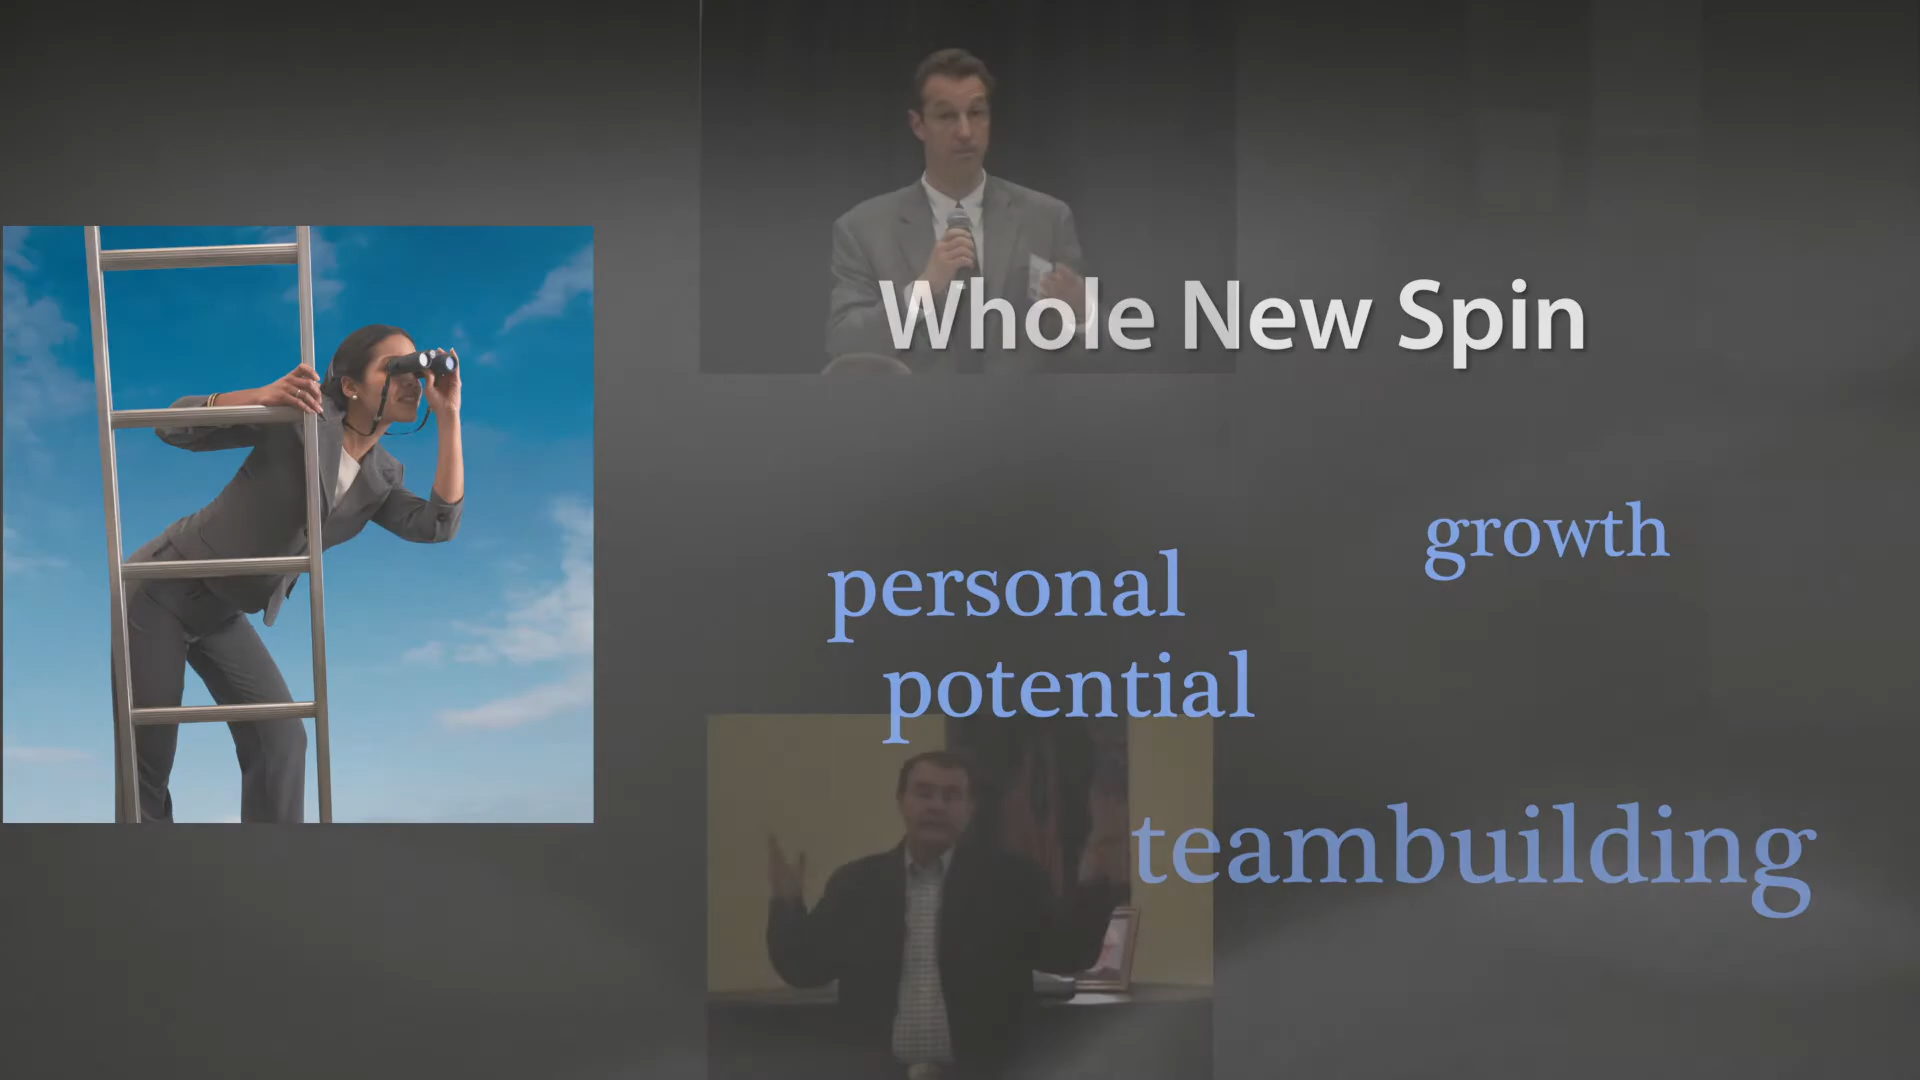 Whole New Spin
growth
personal
potential
teambuilding